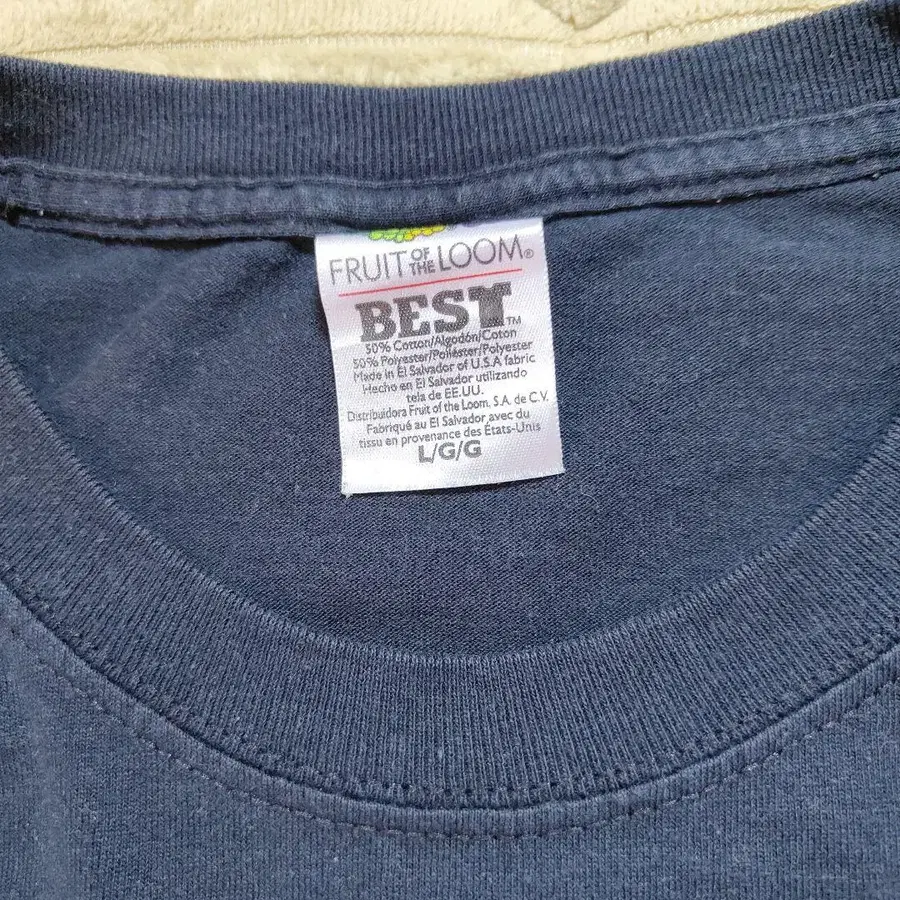 FRUIT OF THE LOOM®
BEST™
50% Cotton/Algodón/Coton
50% Polyester/Poliéster/Polyester
Made in El Salvador of U.S.A fabric
Hecho en El Salvador utilizando
tela de EE.UU.
Distribuidora Fruit of the Loom, S.A. de C.V.
Fabriqué au El Salvador avec du
tissu en provenance des États-Unis
L/G/G